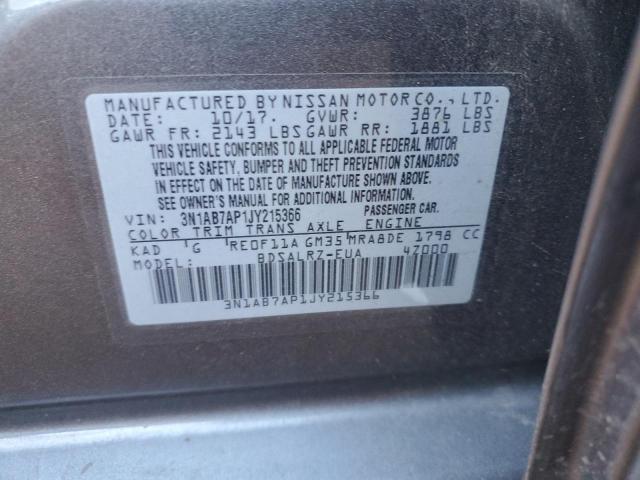 MANUFACTURED BY NISSAN MOTOR CO., LTD.
DATE: 10/17. GVWR: 3876 LBS
GAWR FR: 2143 LBS GAWR RR: 1881 LBS
THIS VEHICLE CONFORMS TO ALL APPLICABLE FEDERAL MOTOR
VEHICLE SAFETY, BUMPER AND THEFT PREVENTION STANDARDS
IN EFFECT ON THE DATE OF MANUFACTURE SHOWN ABOVE.
SEE OWNER'S MANUAL FOR ADDITIONAL INFORMATION.
VIN: 3N1AB7AP1JY215366 PASSENGER CAR.
COLOR TRIM TRANS AXLE ENGINE
KAD G RE0F11A GM35 MRA8DE 1798 CC
MODEL: BDSALRZ-EUA 47000
3N1AB7AP1JY215366